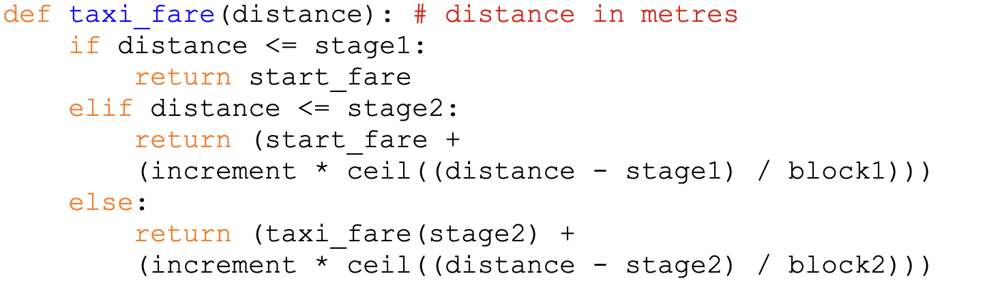 def taxi_fare(distance): # distance in metres
    if distance <= stage1:
        return start_fare
    elif distance <= stage2:
        return (start_fare +
        (increment * ceil((distance - stage1) / block1)))
    else:
        return (taxi_fare(stage2) +
        (increment * ceil((distance - stage2) / block2)))